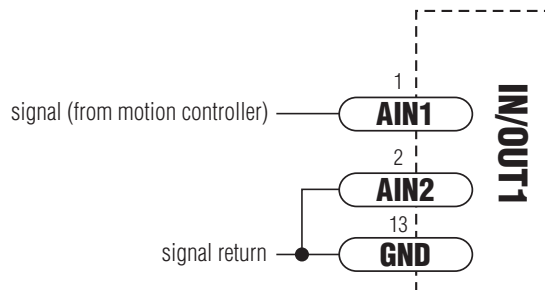 1
signal (from motion controller)
AIN1
2
AIN2
13
signal return
GND
IN/OUT1